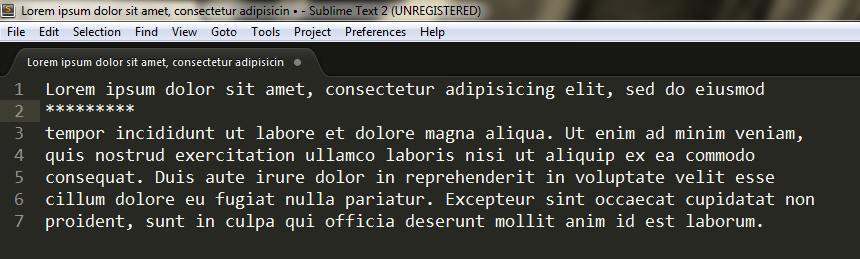 Lorem ipsum dolor sit amet, consectetur adipisicin • - Sublime Text 2 (UNREGISTERED)
File Edit Selection Find View Goto Tools Project Preferences Help
Lorem ipsum dolor sit amet, consectetur adipisicin
1 Lorem ipsum dolor sit amet, consectetur adipisicing elit, sed do eiusmod
2 *********
3 tempor incididunt ut labore et dolore magna aliqua. Ut enim ad minim veniam,
4 quis nostrud exercitation ullamco laboris nisi ut aliquip ex ea commodo
5 consequat. Duis aute irure dolor in reprehenderit in voluptate velit esse
6 cillum dolore eu fugiat nulla pariatur. Excepteur sint occaecat cupidatat non
7 proident, sunt in culpa qui officia deserunt mollit anim id est laborum.